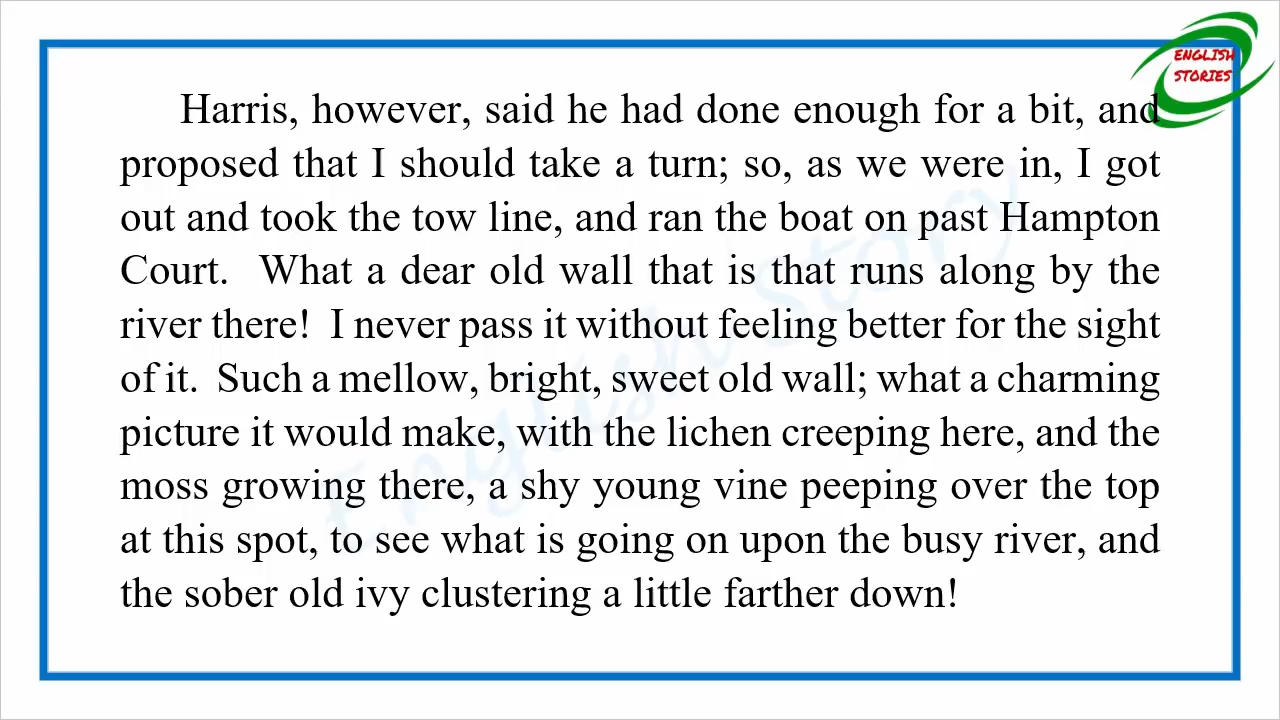 ENGLISH
STORIES
Harris, however, said he had done enough for a bit, and
proposed that I should take a turn; so, as we were in, I got
out and took the tow line, and ran the boat on past Hampton
Court.  What a dear old wall that is that runs along by the
river there!  I never pass it without feeling better for the sight
of it.  Such a mellow, bright, sweet old wall; what a charming
picture it would make, with the lichen creeping here, and the
moss growing there, a shy young vine peeping over the top
at this spot, to see what is going on upon the busy river, and
the sober old ivy clustering a little farther down!
English Story